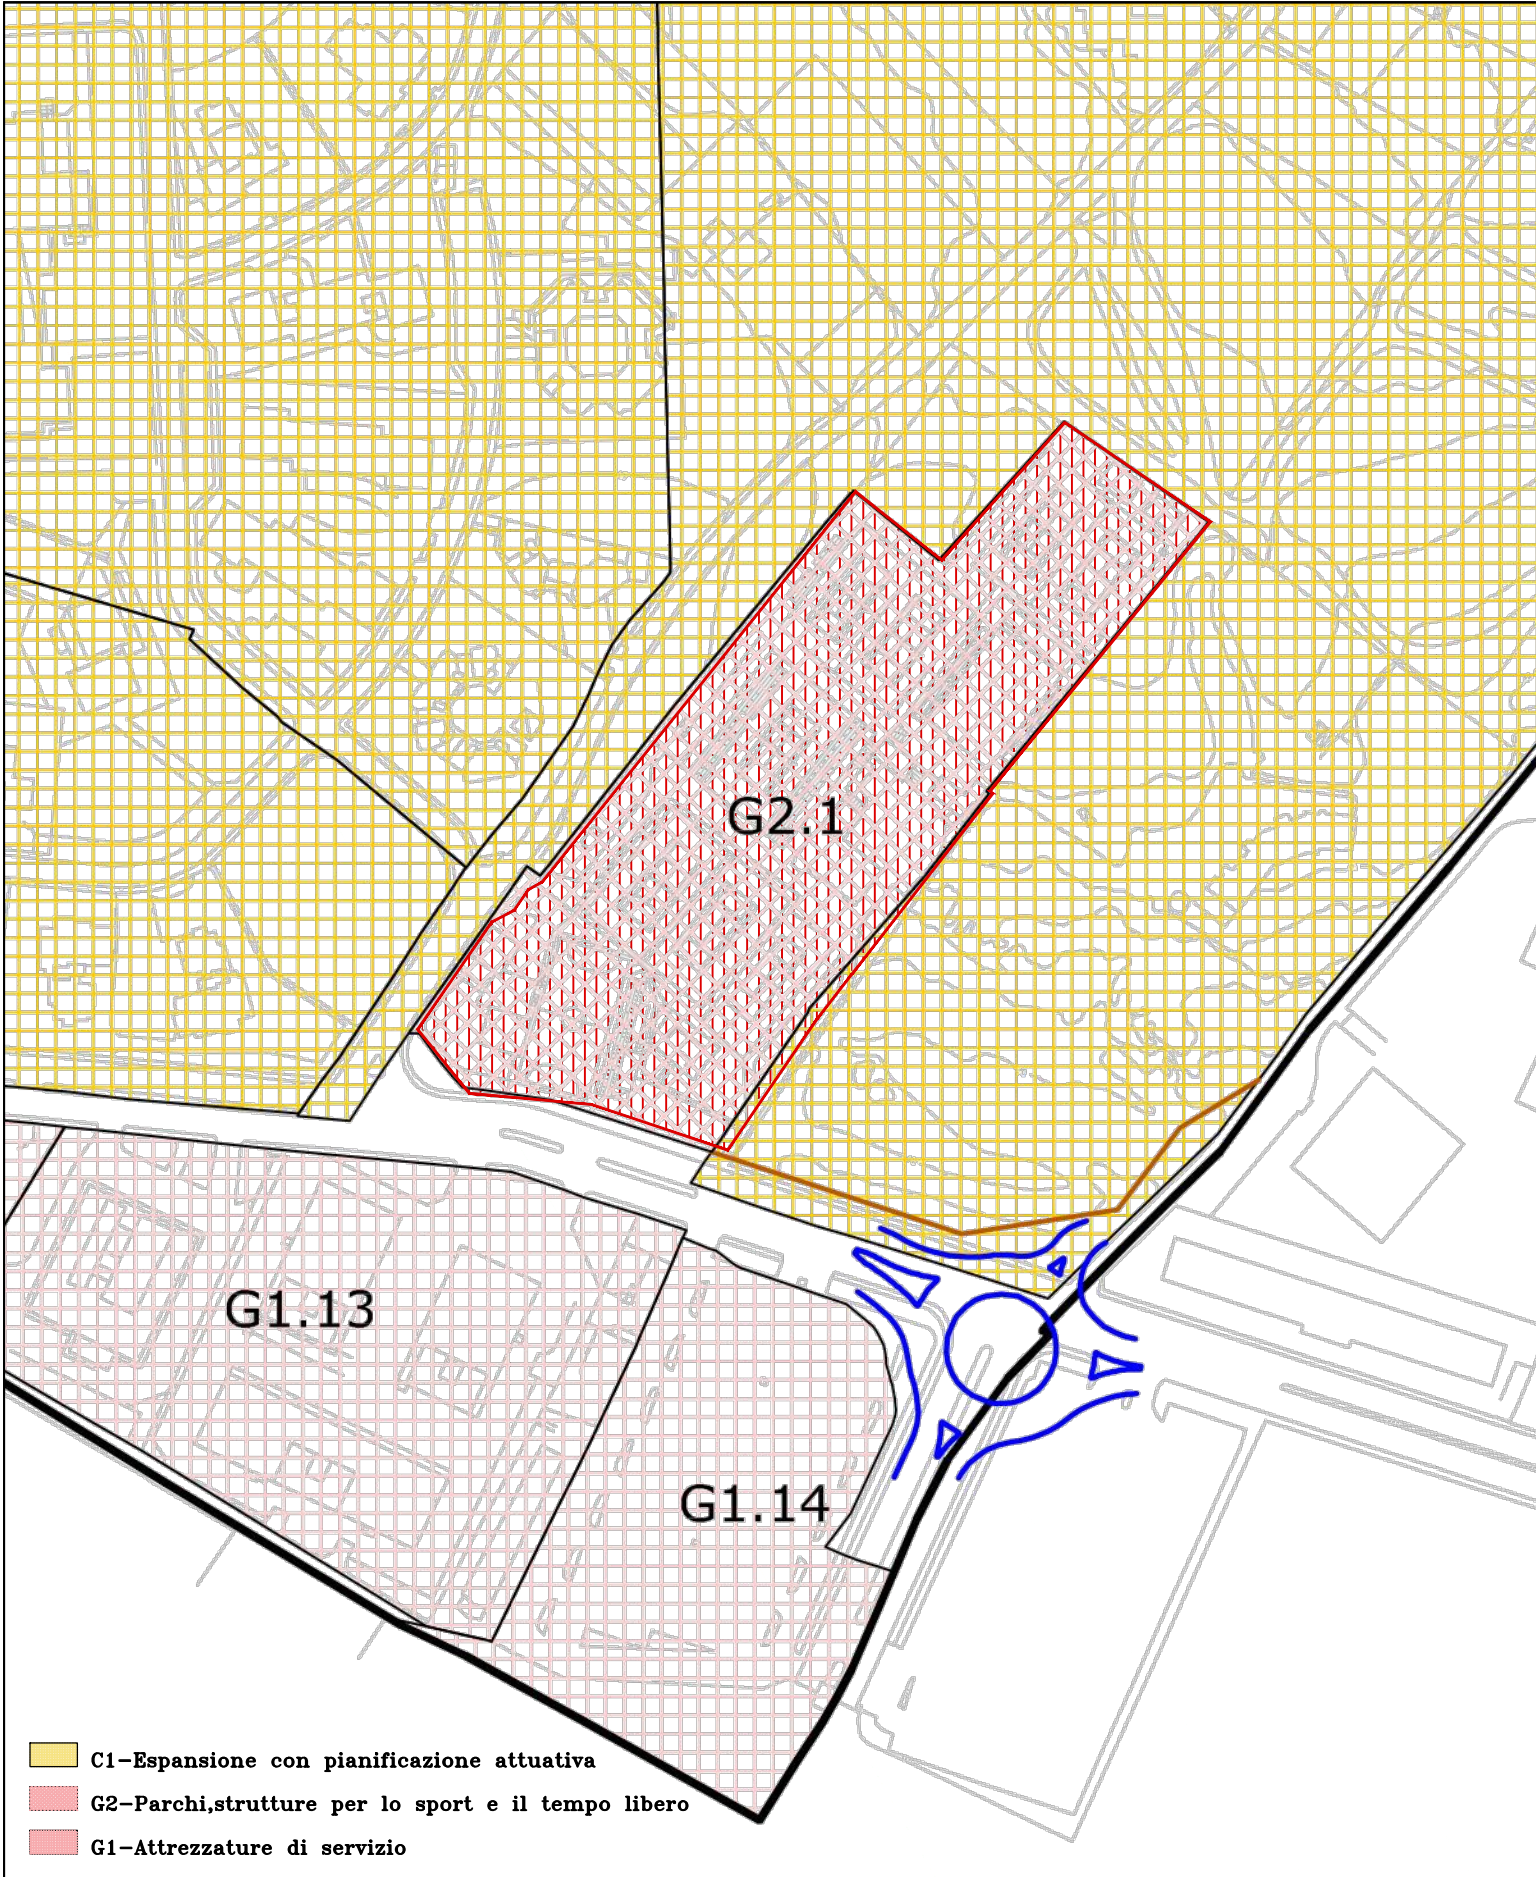 G2.1
G1.13
G1.14
C1-Espansione con pianificazione attuativa
G2-Parchi,strutture per lo sport e il tempo libero
G1-Attrezzature di servizio